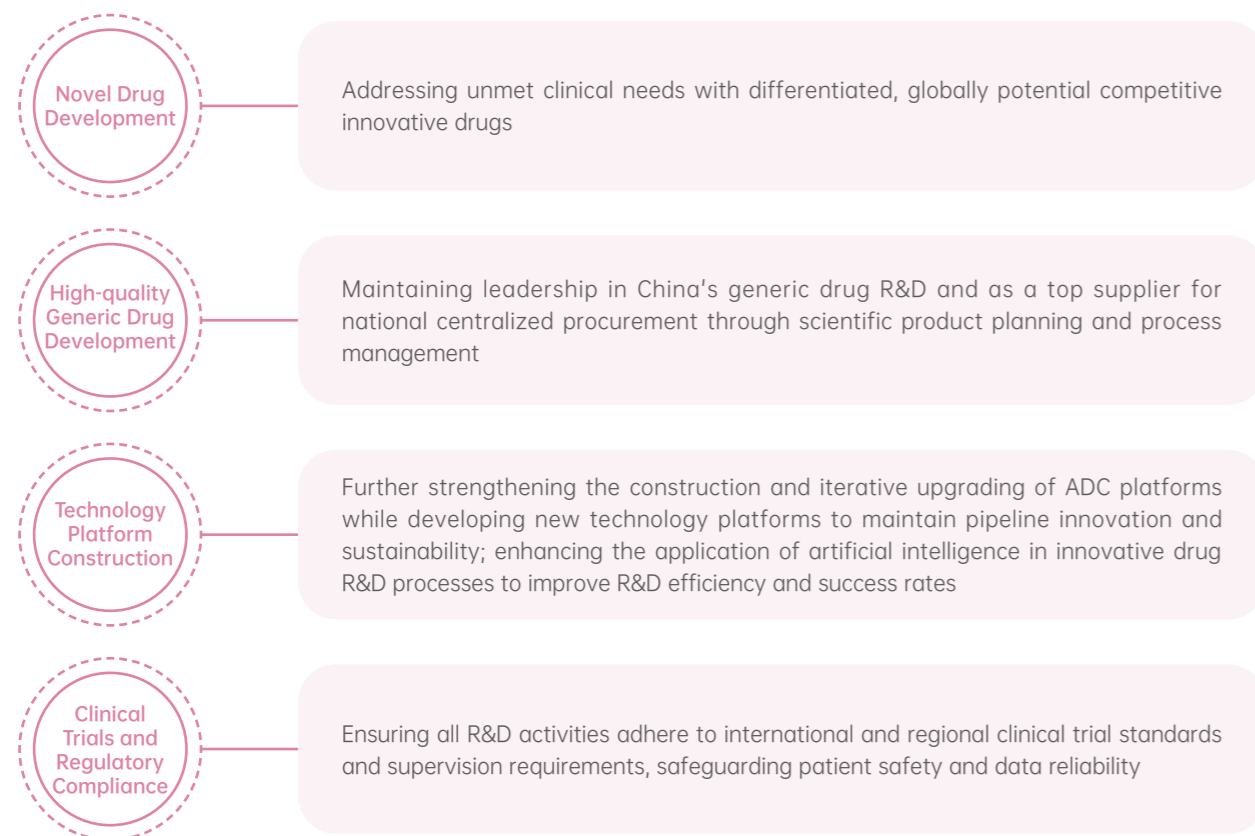 Novel Drug
Development
Addressing unmet clinical needs with differentiated, globally potential competitive
innovative drugs
High-quality
Generic Drug
Development
Maintaining leadership in China's generic drug R&D and as a top supplier for
national centralized procurement through scientific product planning and process
management
Technology
Platform
Construction
Further strengthening the construction and iterative upgrading of ADC platforms
while developing new technology platforms to maintain pipeline innovation and
sustainability; enhancing the application of artificial intelligence in innovative drug
R&D processes to improve R&D efficiency and success rates
Clinical
Trials and
Regulatory
Compliance
Ensuring all R&D activities adhere to international and regional clinical trial standards
and supervision requirements, safeguarding patient safety and data reliability